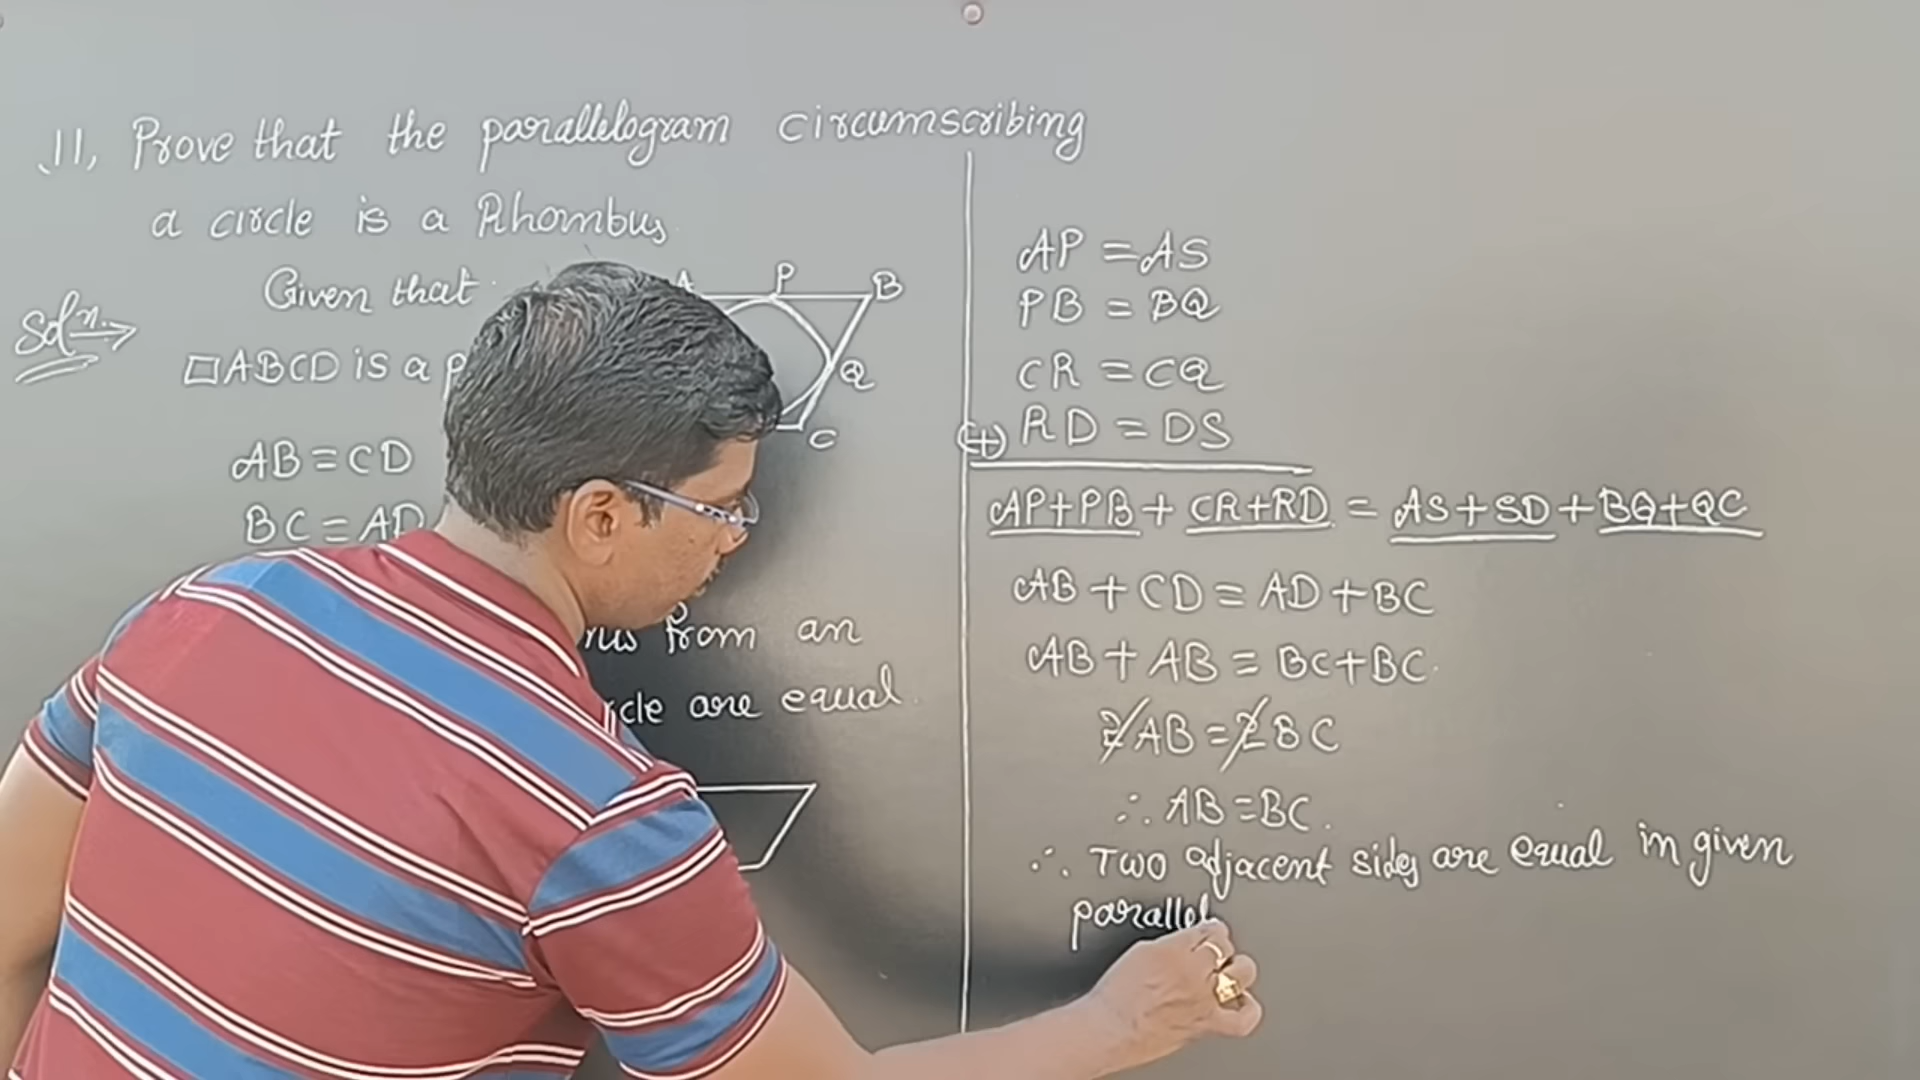 11, Prove that the parallelogram circumscribing
a circle is a Rhombus
Solⁿ. →
Given that
□ABCD is a
A P B
Q
C
AB = CD
BC = AD
from an
are equal.
AP = AS
PB = BQ
CR = CQ
(+) RD = DS
AP+PB + CR+RD = AS+SD + BQ+QC
AB + CD = AD + BC
AB + AB = BC + BC.
2AB = 2BC
∴ AB = BC.
∴ Two adjacent sides are equal in given
parallel